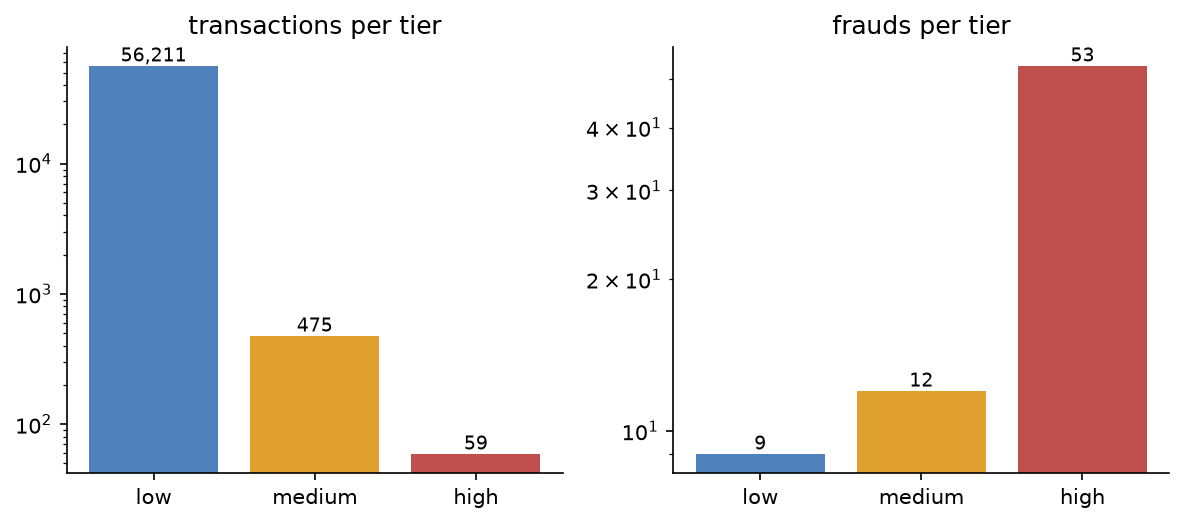 transactions per tier
56,211
475
59
10⁴
10³
10²
low medium high
frauds per tier
53
12
9
4 × 10¹
3 × 10¹
2 × 10¹
10¹
low medium high